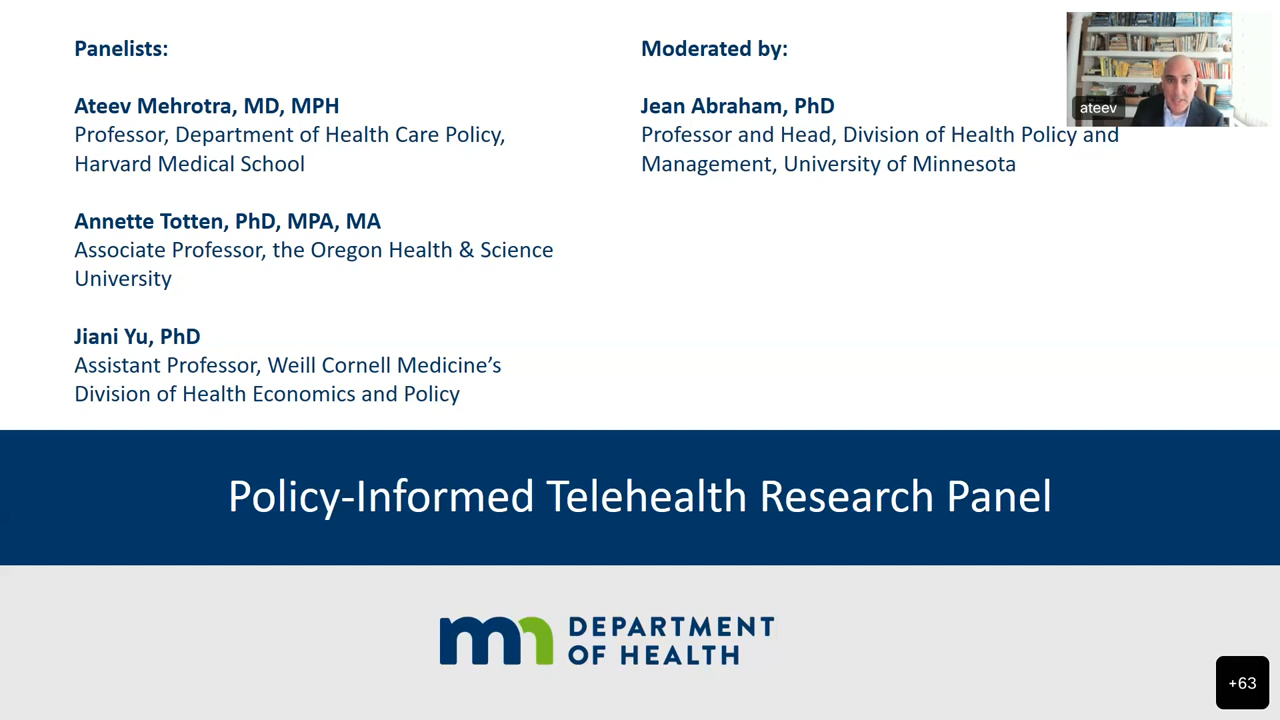 Panelists:
Ateev Mehrotra, MD, MPH
Professor, Department of Health Care Policy,
Harvard Medical School
Annette Totten, PhD, MPA, MA
Associate Professor, the Oregon Health & Science
University
Jiani Yu, PhD
Assistant Professor, Weill Cornell Medicine’s
Division of Health Economics and Policy
Moderated by:
Jean Abraham, PhD
Professor and Head, Division of Health Policy and
Management, University of Minnesota
ateev
Policy-Informed Telehealth Research Panel
mn DEPARTMENT
OF HEALTH
+63